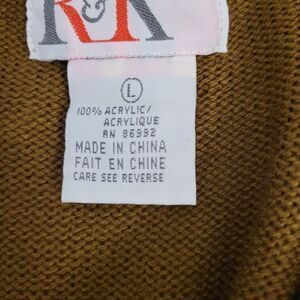 R&K
L
100% ACRYLIC/
ACRYLIQUE
RN 86992
MADE IN CHINA
FAIT EN CHINE
CARE SEE REVERSE